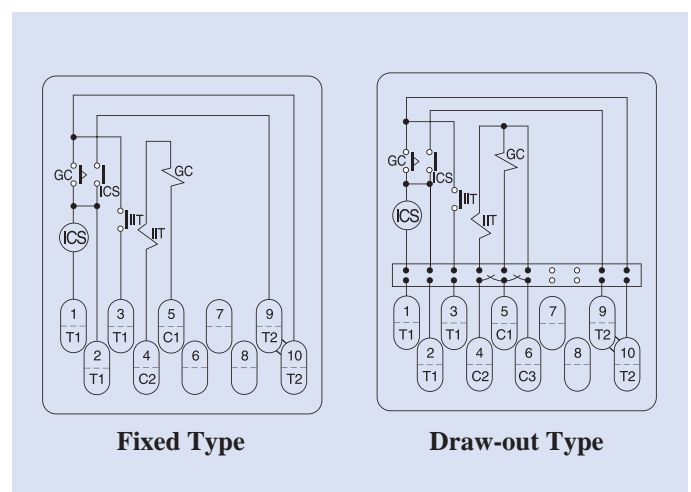 GC
ICS
ICS
IIT
IIT
GC
1 3 5 7 9
T1 T1 C1 T2
2 4 6 8 10
T1 C2 T2
Fixed Type
GC
ICS
ICS
IIT
IIT
GC
1 3 5 7 9
T1 T1 C1 T2
2 4 6 8 10
T1 C2 C3 T2
Draw-out Type